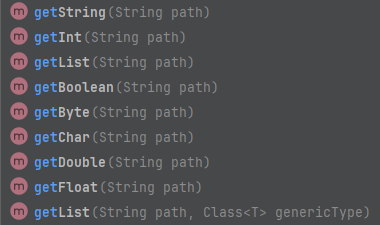 m getString(String path)
m getInt(String path)
m getList(String path)
m getBoolean(String path)
m getByte(String path)
m getChar(String path)
m getDouble(String path)
m getFloat(String path)
m getList(String path, Class<T> genericType)